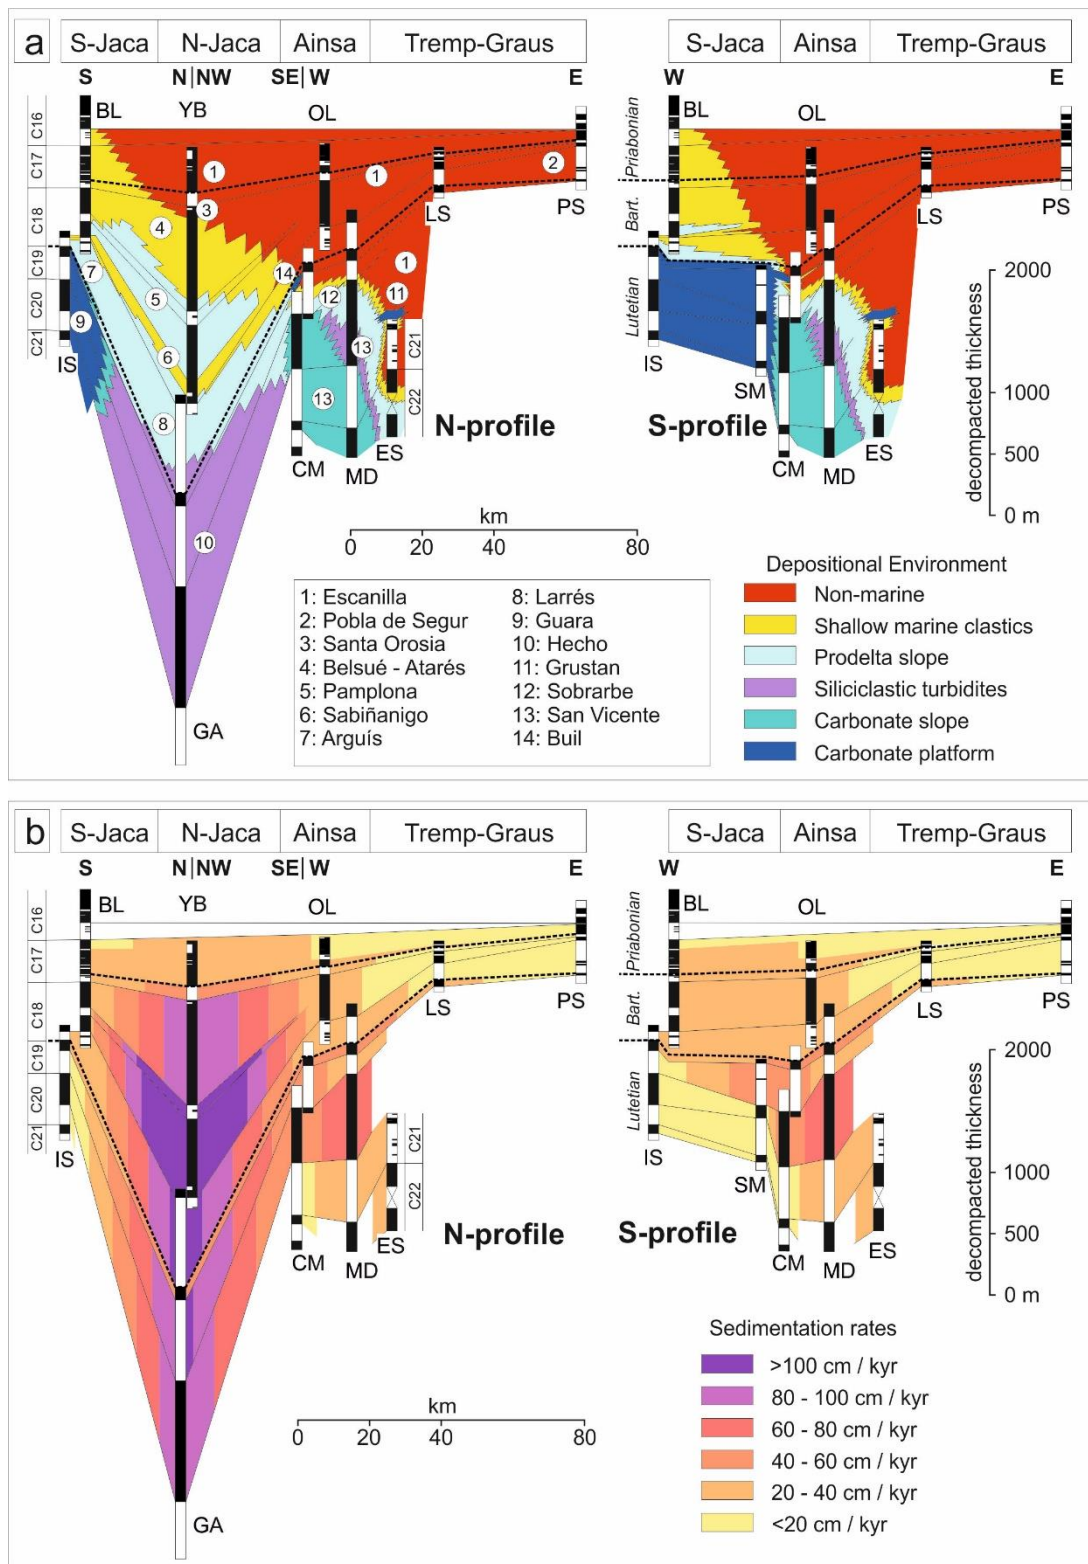 a
S-Jaca N-Jaca Ainsa Tremp-Graus
S N NW SE W E
BL YB OL
C16
C17
C18
C19
C20
C21
1
1
2
3
4
LS
PS
7
14
1
5
12
11
9
13
6
C21
IS
13
C22
8
N-profile
CM
MD
ES
10
GA
km
0 20 40 80
S-Jaca Ainsa Tremp-Graus
W E
BL OL
Priabonian
Bart.
Lutetian
LS
PS
IS
SM
S-profile
CM
MD
ES
2000
1000
500
0 m
decompacted thickness
1: Escanilla
2: Pobla de Segur
3: Santa Orosia
4: Belsué - Atarés
5: Pamplona
6: Sabiñanigo
7: Arguís
8: Larrés
9: Guara
10: Hecho
11: Grustan
12: Sobrarbe
13: San Vicente
14: Buil
Depositional Environment
Non-marine
Shallow marine clastics
Prodelta slope
Siliciclastic turbidites
Carbonate slope
Carbonate platform
b
S-Jaca N-Jaca Ainsa Tremp-Graus
S N NW SE W E
BL YB OL
C16
C17
C18
C19
C20
C21
LS
PS
C21
IS
C22
N-profile
CM
MD
ES
GA
km
0 20 40 80
S-Jaca Ainsa Tremp-Graus
W E
BL OL
Priabonian
Bart.
Lutetian
LS
PS
IS
SM
S-profile
CM
MD
ES
2000
1000
500
0 m
decompacted thickness
Sedimentation rates
>100 cm / kyr
80 - 100 cm / kyr
60 - 80 cm / kyr
40 - 60 cm / kyr
20 - 40 cm / kyr
<20 cm / kyr